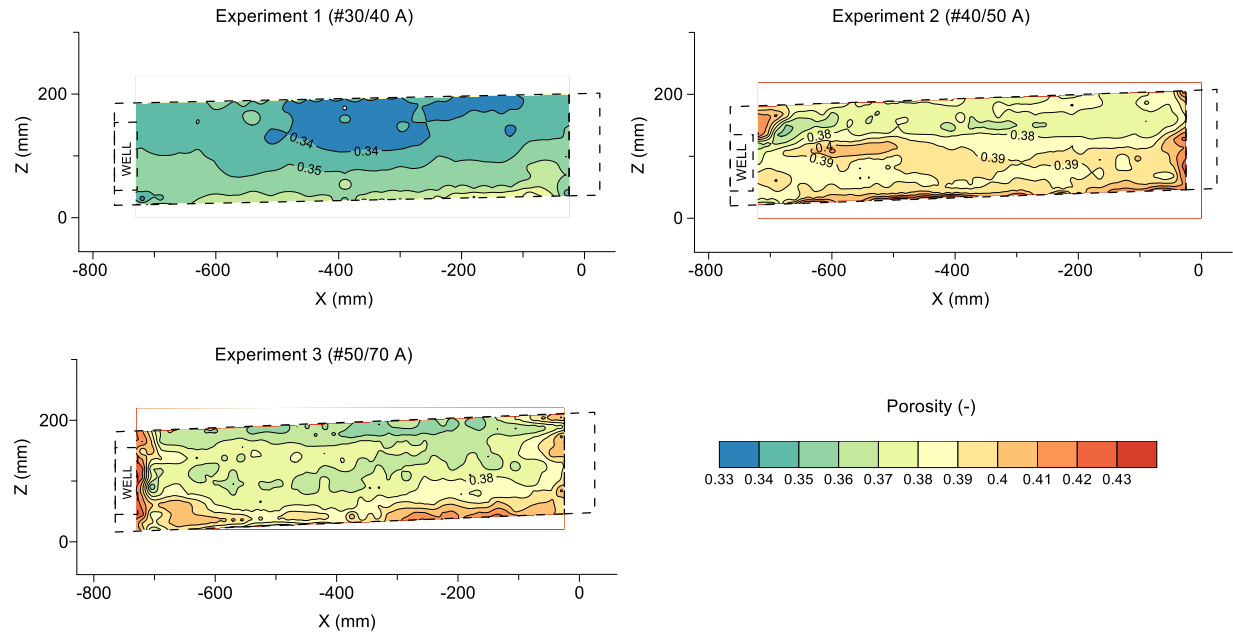 Experiment 1 (#30/40 A)
Z (mm)
200
0
WELL
0.34
0.34
0.35
-800
-600
-400
-200
0
X (mm)
Experiment 2 (#40/50 A)
Z (mm)
200
0
WELL
0.38
0.38
0.4
0.39
0.39
0.39
-800
-600
-400
-200
0
X (mm)
Experiment 3 (#50/70 A)
Z (mm)
200
0
WELL
0.38
-800
-600
-400
-200
0
X (mm)
Porosity (-)
0.33 0.34 0.35 0.36 0.37 0.38 0.39 0.4 0.41 0.42 0.43